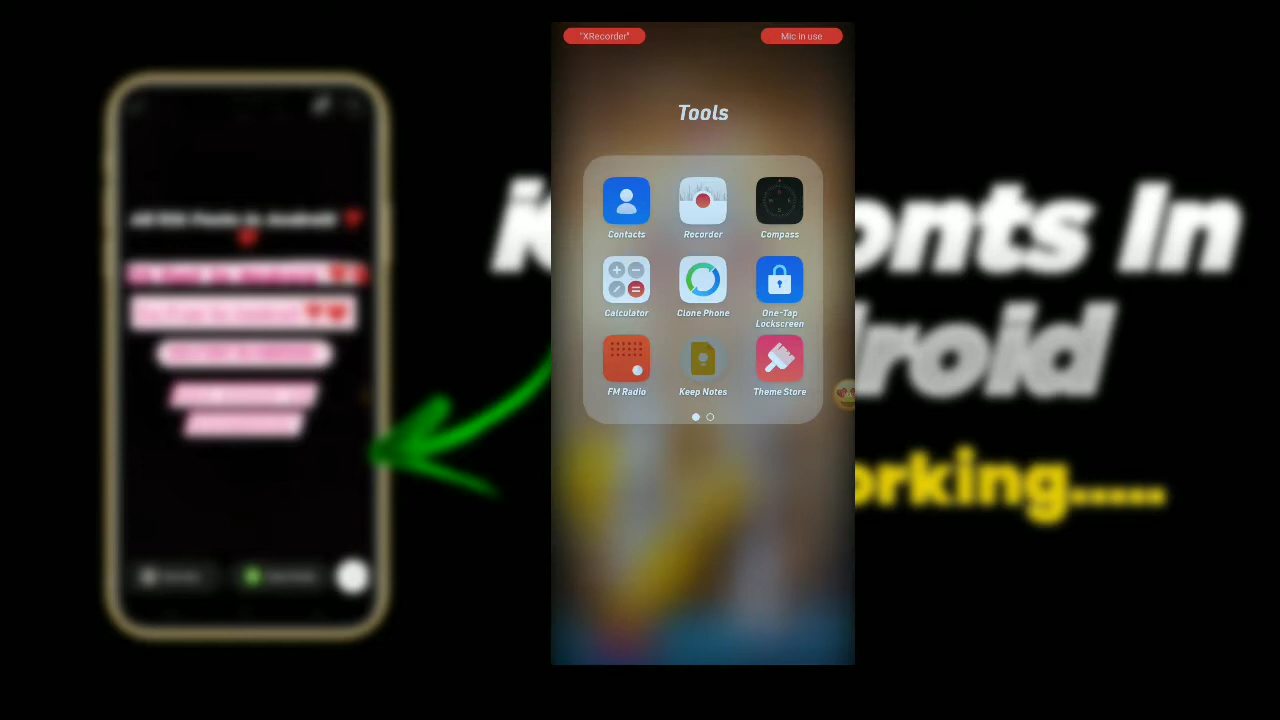 "XRecorder"
Mic in use
Tools
Contacts
Recorder
Compass
Calculator
Clone Phone
One-Tap
Lockscreen
FM Radio
Keep Notes
Theme Store
onts In
roid
orking.....